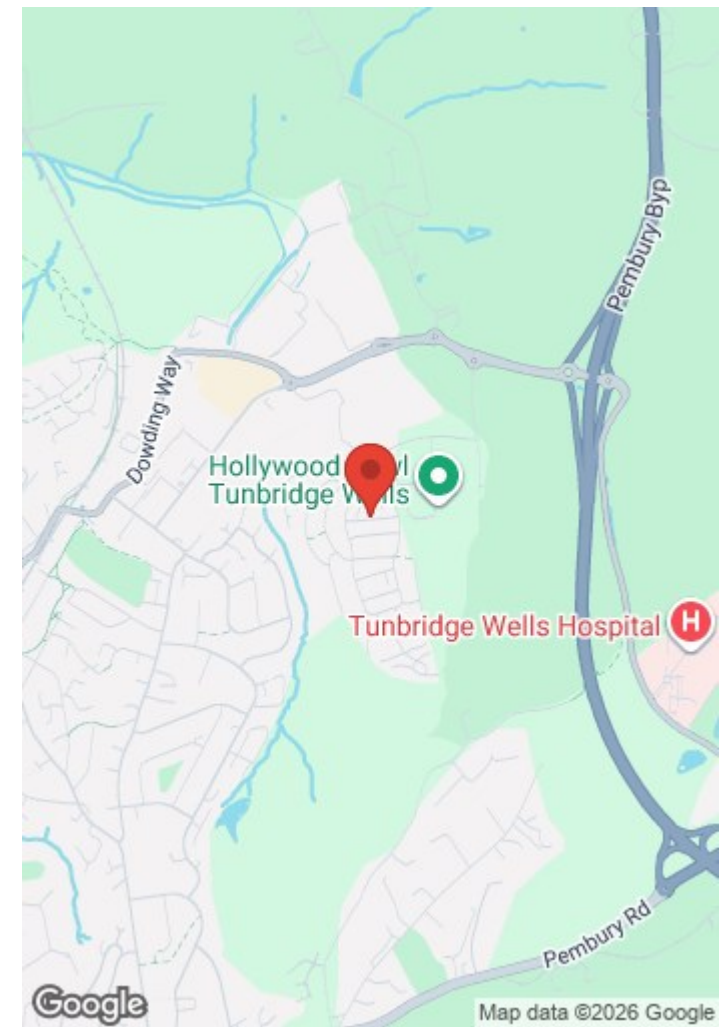 Pembury Byp
Dowding Way
Hollywood
Tunbridge Wells
Tunbridge Wells Hospital
H
Pembury Rd
Google
Map data ©2026 Google